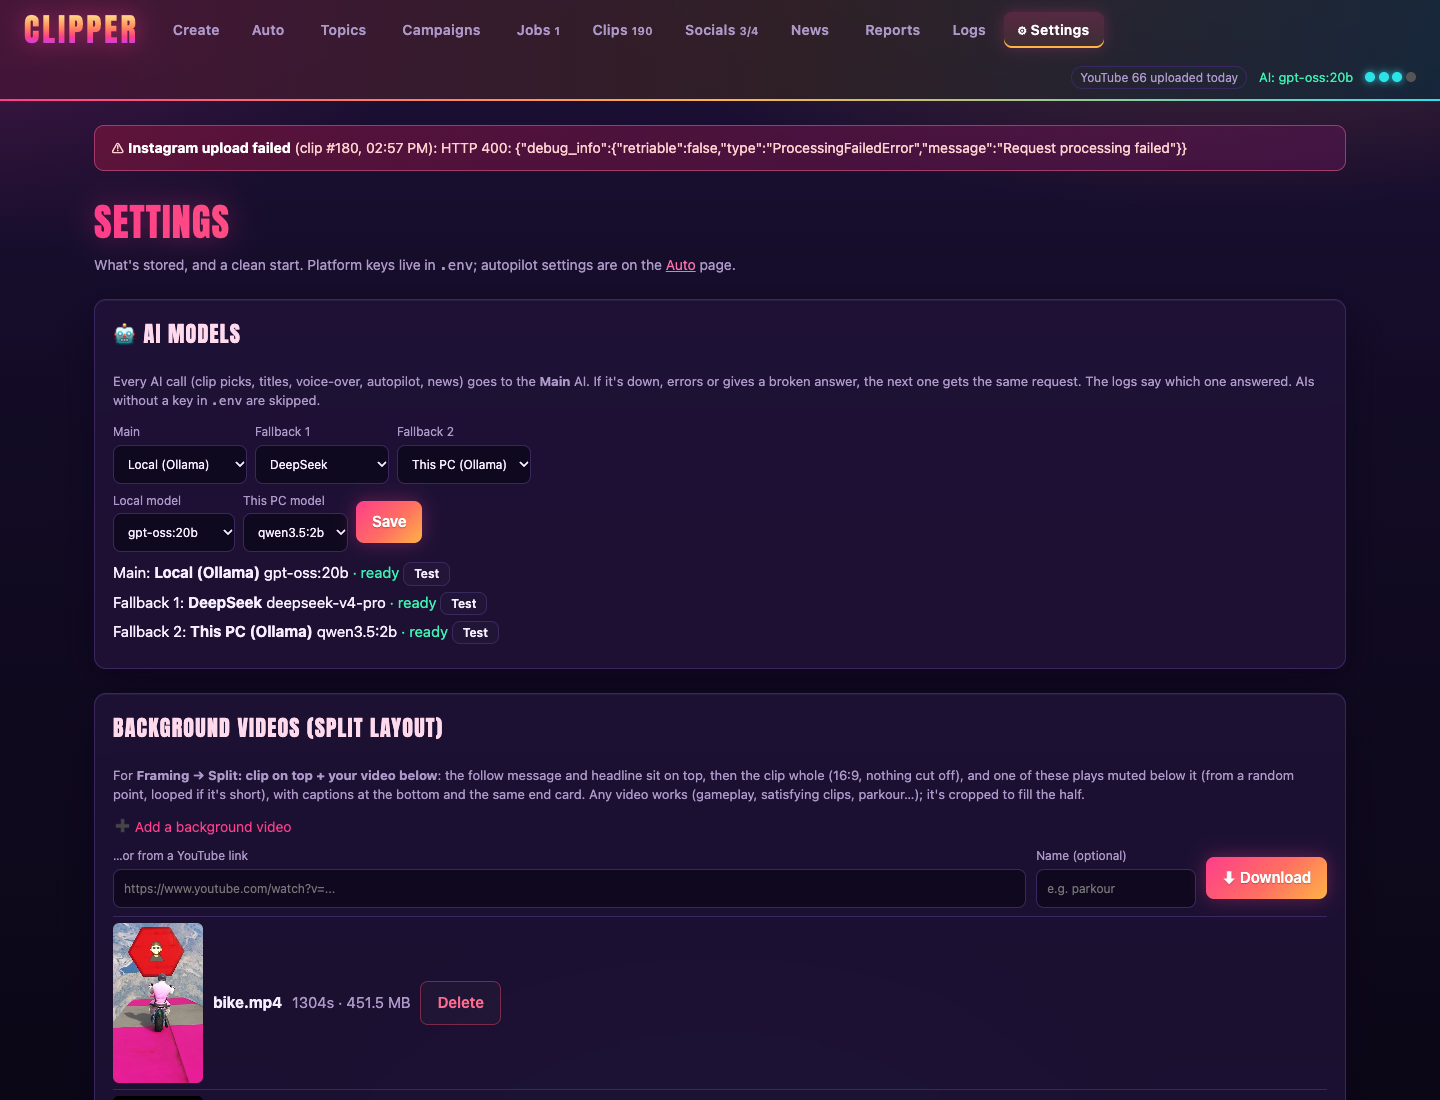 CLIPPER
Create
Auto
Topics
Campaigns
Jobs 1
Clips 190
Socials 3/4
News
Reports
Logs
⚙ Settings
YouTube 66 uploaded today
AI: gpt-oss:20b
⚠ Instagram upload failed (clip #180, 02:57 PM): HTTP 400: {"debug_info":{"retriable":false,"type":"ProcessingFailedError","message":"Request processing failed"}}
SETTINGS
What's stored, and a clean start. Platform keys live in .env; autopilot settings are on the Auto page.
🤖 AI MODELS
Every AI call (clip picks, titles, voice-over, autopilot, news) goes to the Main AI. If it's down, errors or gives a broken answer, the next one gets the same request. The logs say which one answered. AIs
without a key in .env are skipped.
Main
Fallback 1
Fallback 2
Local (Ollama)
DeepSeek
This PC (Ollama)
Local model
This PC model
gpt-oss:20b
qwen3.5:2b
Save
Main: Local (Ollama) gpt-oss:20b · ready Test
Fallback 1: DeepSeek deepseek-v4-pro · ready Test
Fallback 2: This PC (Ollama) qwen3.5:2b · ready Test
BACKGROUND VIDEOS (SPLIT LAYOUT)
For Framing → Split: clip on top + your video below: the follow message and headline sit on top, then the clip whole (16:9, nothing cut off), and one of these plays muted below it (from a random
point, looped if it's short), with captions at the bottom and the same end card. Any video works (gameplay, satisfying clips, parkour…); it's cropped to fill the half.
➕ Add a background video
…or from a YouTube link
Name (optional)
https://www.youtube.com/watch?v=…
e.g. parkour
⬇ Download
bike.mp4 1304s · 451.5 MB Delete